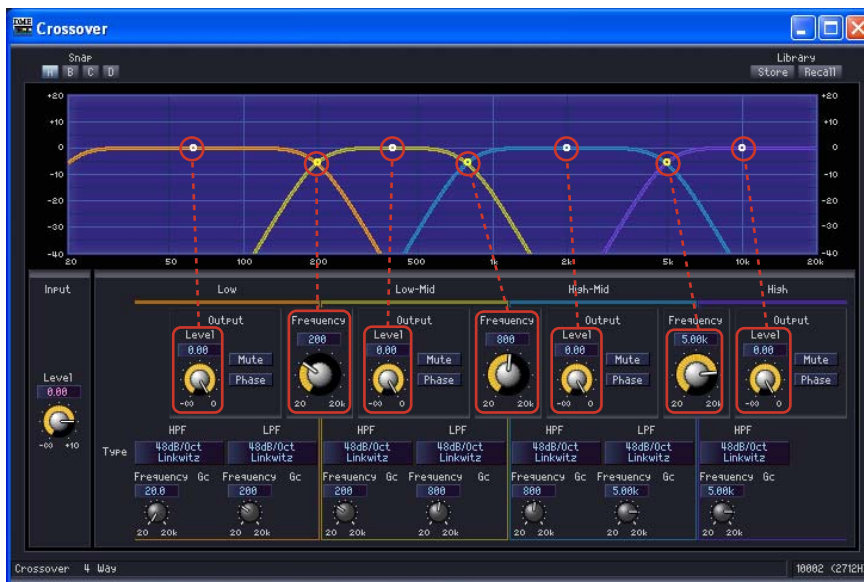 DME Crossover
Snap Library
A B C D Store Recall
+20 +20
+10 +10
0 0
-10 -10
-20 -20
-30 -30
-40 -40
20 50 100 200 500 1k 2k 5k 10k 20k
Input Low Low-Mid High-Mid High
Output Frequency Output Frequency Output Frequency Output
Level 200 Level 800 Level 5.00k Level
0.00 0.00 0.00 0.00
Mute Mute Mute Mute
Level Phase Phase Phase Phase
0.00
-∞ 0 20 20k -∞ 0 20 20k -∞ 0 20 20k -∞ 0
-∞ +10
HPF LPF HPF LPF HPF LPF HPF
Type 48dB/Oct 48dB/Oct 48dB/Oct 48dB/Oct 48dB/Oct 48dB/Oct 48dB/Oct
Linkwitz Linkwitz Linkwitz Linkwitz Linkwitz Linkwitz Linkwitz
Frequency Gc Frequency Gc Frequency Gc Frequency Gc Frequency Gc Frequency Gc Frequency Gc
20.0 200 200 800 800 5.00k 5.00k
20 20k 20 20k 20 20k 20 20k 20 20k 20 20k 20 20k
Crossover 4 Way 10002 (2712H